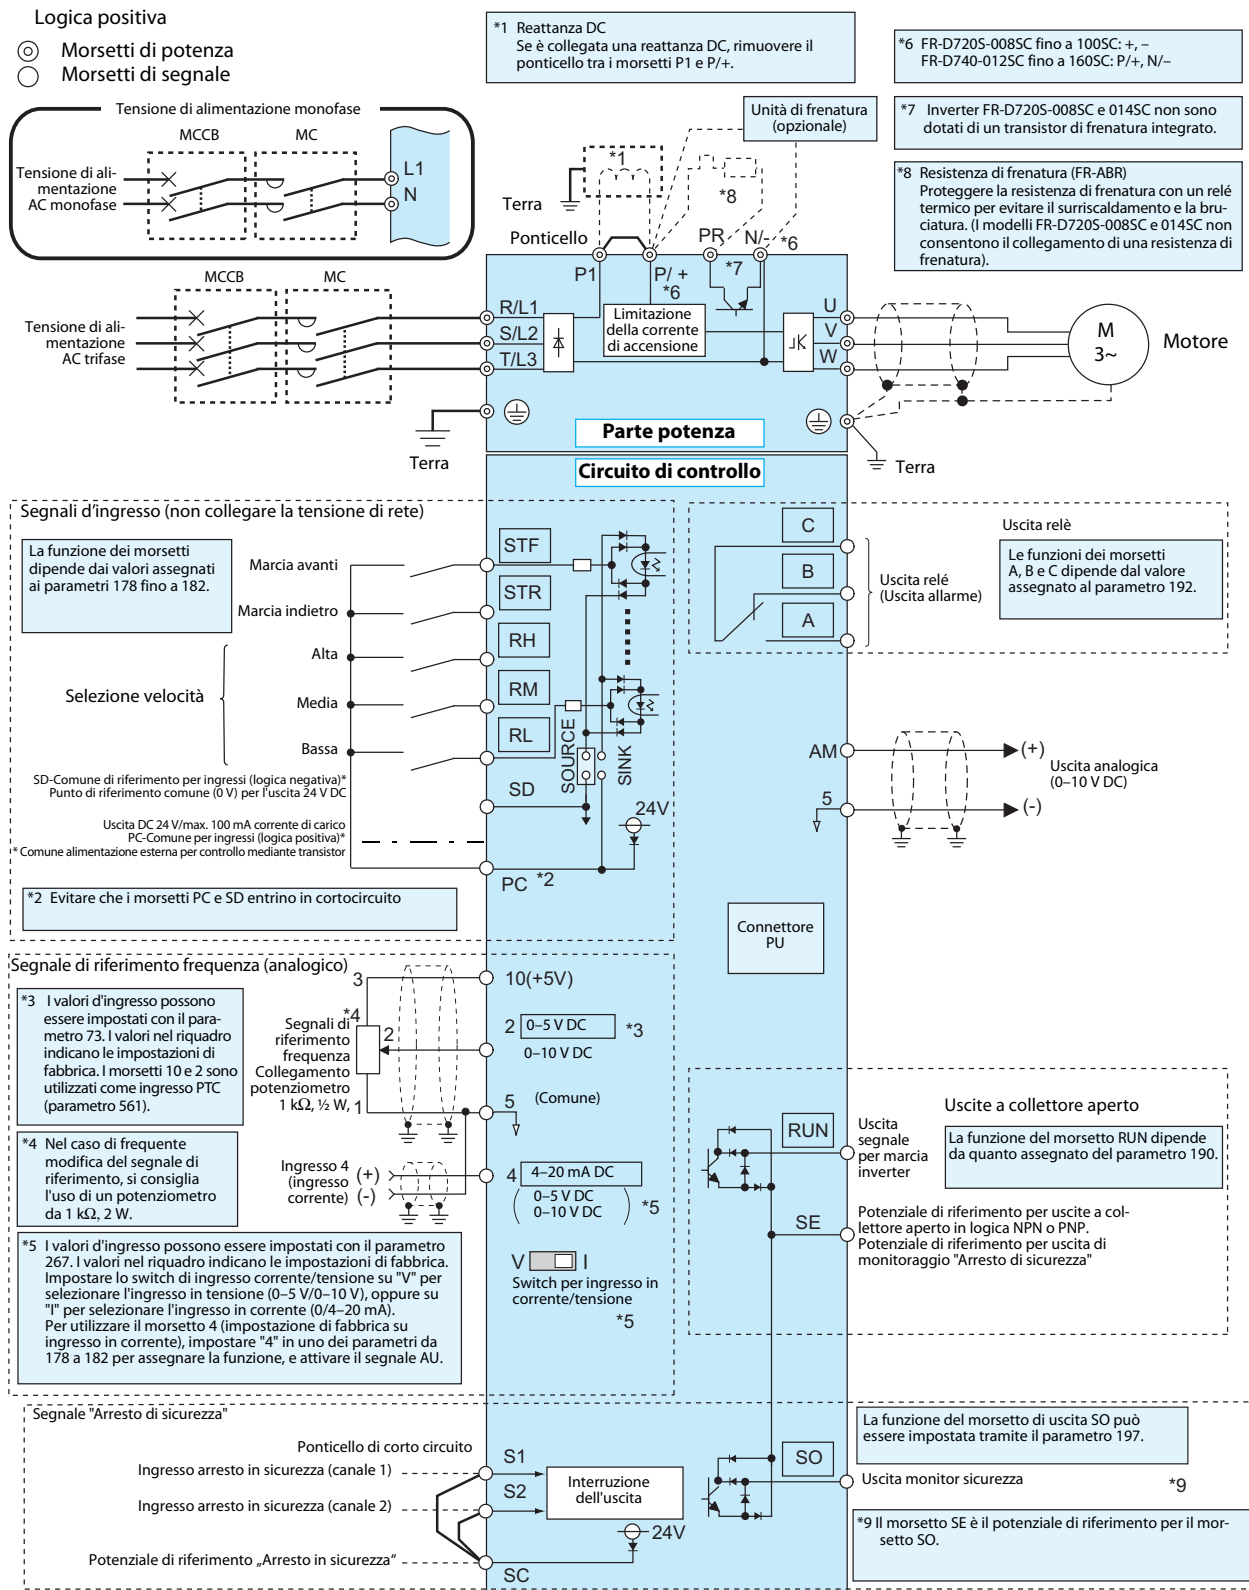 Logica positiva
Morsetti di potenza
Morsetti di segnale
*1 Reattanza DC
Se è collegata una reattanza DC, rimuovere il
ponticello tra i morsetti P1 e P/+.
*6 FR-D720S-008SC fino a 100SC: +, –
FR-D740-012SC fino a 160SC: P/+, N/–
*7 Inverter FR-D720S-008SC e 014SC non sono
dotati di un transistor di frenatura integrato.
*8 Resistenza di frenatura (FR-ABR)
Proteggere la resistenza di frenatura con un relé
termico per evitare il surriscaldamento e la bru-
ciatura. (I modelli FR-D720S-008SC e 014SC non
consentono il collegamento di una resistenza di
frenatura).
Tensione di alimentazione monofase
MCCB
MC
Tensione di ali-
mentazione
AC monofase
L1
N
Unità di frenatura
(opzionale)
*1
*8
Terra
Ponticello
PR
N/-
*6
P1
P/ +
*6
*7
MCCB
MC
Tensione di ali-
mentazione
AC trifase
R/L1
S/L2
T/L3
Limitazione
della corrente
di accensione
U
V
W
M
3~
Motore
Terra
Parte potenza
Terra
Circuito di controllo
Segnali d'ingresso (non collegare la tensione di rete)
La funzione dei morsetti
dipende dai valori assegnati
ai parametri 178 fino a 182.
Marcia avanti
Marcia indietro
Selezione velocità
Alta
Media
Bassa
STF
STR
RH
RM
RL
SOURCE
SINK
SD
SD-Comune di riferimento per ingressi (logica negativa)*
Punto di riferimento comune (0 V) per l'uscita 24 V DC
Uscita DC 24 V/max. 100 mA corrente di carico
PC-Comune per ingressi (logica positiva)*
* Comune alimentazione esterna per controllo mediante transistor
24V
PC *2
*2 Evitare che i morsetti PC e SD entrino in cortocircuito
C
B
A
Uscita relè
Uscita relé
(Uscita allarme)
Le funzioni dei morsetti
A, B e C dipende dal valore
assegnato al parametro 192.
AM
5
(+)
(-)
Uscita analogica
(0–10 V DC)
Connettore
PU
Segnale di riferimento frequenza (analogico)
*3 I valori d'ingresso possono
essere impostati con il para-
metro 73. I valori nel riquadro
indicano le impostazioni di
fabbrica. I morsetti 10 e 2 sono
utilizzati come ingresso PTC
(parametro 561).
*4 Nel caso di frequente
modifica del segnale di
riferimento, si consiglia
l'uso di un potenziometro
da 1 kΩ, 2 W.
Segnali di
riferimento
frequenza
Collegamento
potenziometro
1 kΩ, ½ W,
3
*4
2
1
10(+5V)
2
0–5 V DC
*3
0–10 V DC
5
(Comune)
Ingresso 4
(ingresso
corrente)
(+)
(-)
4
4–20 mA DC
0–5 V DC
0–10 V DC
*5
*5 I valori d'ingresso possono essere impostati con il parametro
267. I valori nel riquadro indicano le impostazioni di fabbrica.
Impostare lo switch di ingresso corrente/tensione su "V" per
selezionare l'ingresso in tensione (0–5 V/0–10 V), oppure su
"I" per selezionare l'ingresso in corrente (0/4–20 mA).
Per utilizzare il morsetto 4 (impostazione di fabbrica su
ingresso in corrente), impostare "4" in uno dei parametri da
178 a 182 per assegnare la funzione, e attivare il segnale AU.
V
I
Switch per ingresso in
corrente/tensione
*5
RUN
SE
Uscita
segnale
per marcia
inverter
Uscite a collettore aperto
La funzione del morsetto RUN dipende
da quanto assegnato del parametro 190.
Potenziale di riferimento per uscite a col-
lettore aperto in logica NPN o PNP.
Potenziale di riferimento per uscita di
monitoraggio "Arresto di sicurezza"
Segnale "Arresto di sicurezza"
Ponticello di corto circuito
Ingresso arresto in sicurezza (canale 1)
Ingresso arresto in sicurezza (canale 2)
Potenziale di riferimento „Arresto in sicurezza“
S1
S2
SC
Interruzione
dell'uscita
24V
SO
La funzione del morsetto di uscita SO può
essere impostata tramite il parametro 197.
Uscita monitor sicurezza
*9
*9 Il morsetto SE è il potenziale di riferimento per il mor-
setto SO.